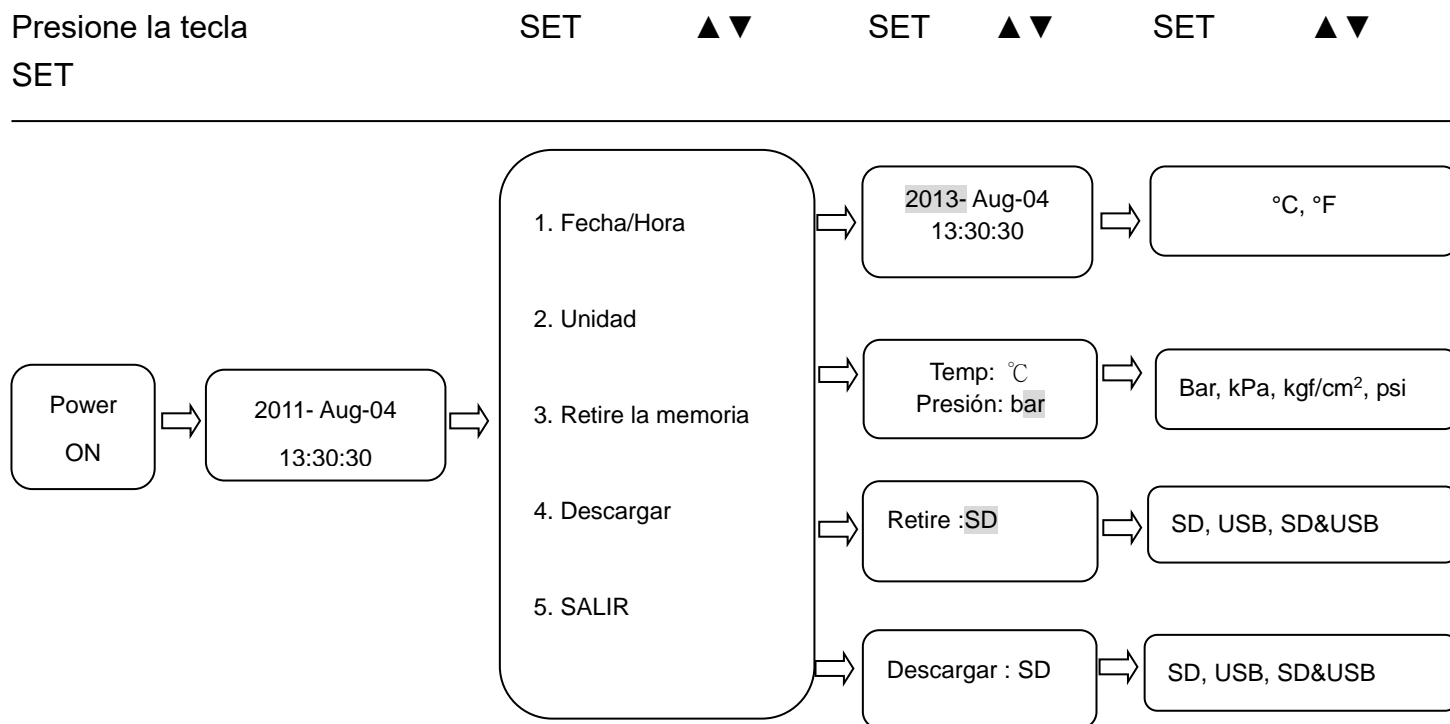 Presione la tecla SET ▲▼ SET ▲▼ SET ▲▼
SET
Power
ON
2011- Aug-04
13:30:30
1. Fecha/Hora
2. Unidad
3. Retire la memoria
4. Descargar
5. SALIR
2013- Aug-04
13:30:30
°C, °F
Temp: ℃
Presión: bar
Bar, kPa, kgf/cm², psi
Retire :SD
SD, USB, SD&USB
Descargar : SD
SD, USB, SD&USB